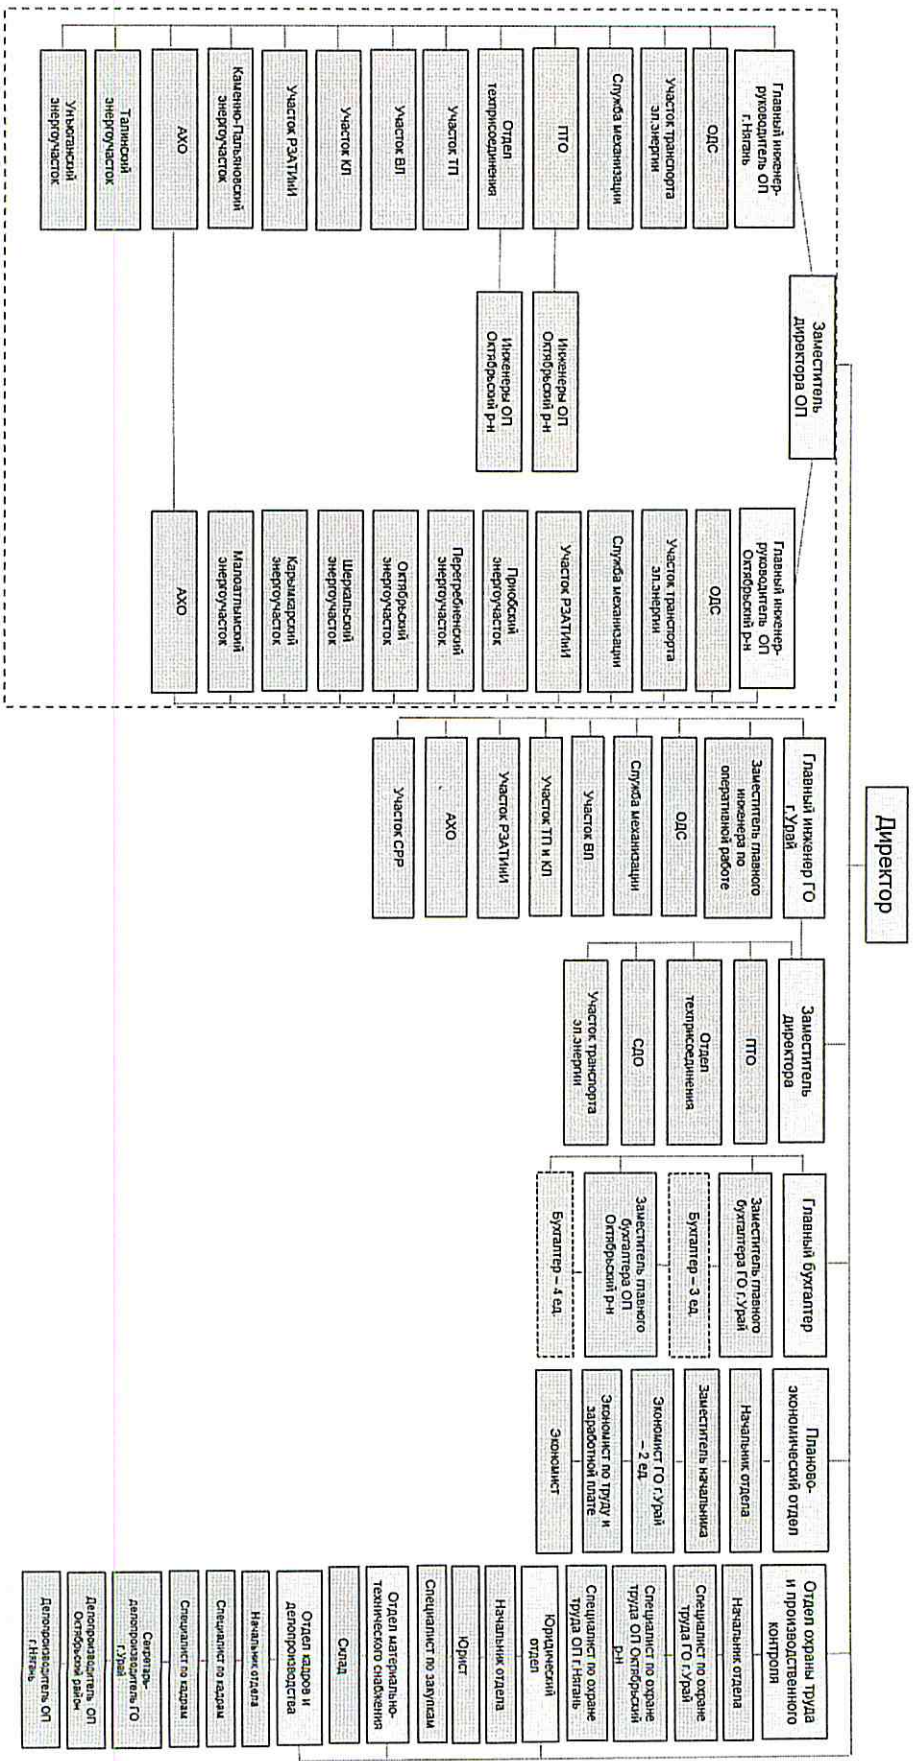 Директор
Заместитель
директора ОП
Главный инженер-
руководитель ОП
г.Нягань
ОДС
Участок транспорта
эл.энергии
Служба механизации
ПТО
Отдел
техприсоединения
Участок ТП
Участок ВЛ
Участок КЛ
Участок РЗАТИиИ
Каменно-Пальяновский
энергоучасток
АХО
Талинский
энергоучасток
Унъюганский
энергоучасток
Инженеры ОП
Октябрьский р-н
Инженеры ОП
Октябрьский р-н
Главный инженер-
руководитель ОП
Октябрьский р-н
ОДС
Участок транспорта
эл.энергии
Служба механизации
Участок РЗАТИиИ
Приобский
энергоучасток
Перегребненский
энергоучасток
Октябрьский
энергоучасток
Шеркальский
энергоучасток
Карымкарский
энергоучасток
Малоатлымский
энергоучасток
АХО
Главный инженер ГО
г.Урай
Заместитель главного
инженера по
оперативной работе
ОДС
Служба механизации
Участок ВЛ
Участок ТП и КЛ
Участок РЗАТИиИ
АХО
Участок СРР
Заместитель
директора
ПТО
Отдел
техприсоединения
СДО
Участок транспорта
эл.энергии
Главный бухгалтер
Заместитель главного
бухгалтера ГО г.Урай
Бухгалтер – 3 ед.
Заместитель главного
бухгалтера ОП
Октябрьский р-н
Бухгалтер – 4 ед.
Планово-
экономический отдел
Начальник отдела
Заместитель начальника
Экономист ГО г.Урай
– 2 ед.
Экономист по труду и
заработной плате
Экономист
Отдел охраны труда
и производственного
контроля
Начальник отдела
Специалист по охране
труда ГО г.Урай
Специалист по охране
труда ОП Октябрьский
р-н
Специалист по охране
труда ОП г.Нягань
Юридический
отдел
Начальник отдела
Юрист
Специалист по закупкам
Отдел материально-
технического снабжения
Склад
Отдел кадров и
делопроизводства
Начальник отдела
Специалист по кадрам
Специалист по кадрам
Секретарь-
делопроизводитель ГО
г.Урай
Делопроизводитель ОП
Октябрьский район
Делопроизводитель ОП
г.Нягань